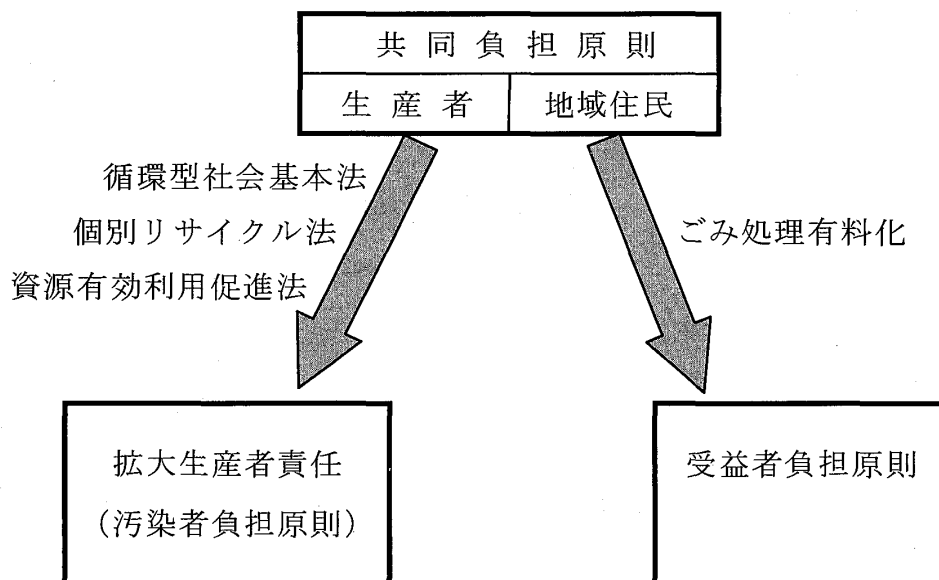 共同負担原則
生産者
地域住民
循環型社会基本法
個別リサイクル法
資源有効利用促進法
ごみ処理有料化
拡大生産者責任
(汚染者負担原則)
受益者負担原則